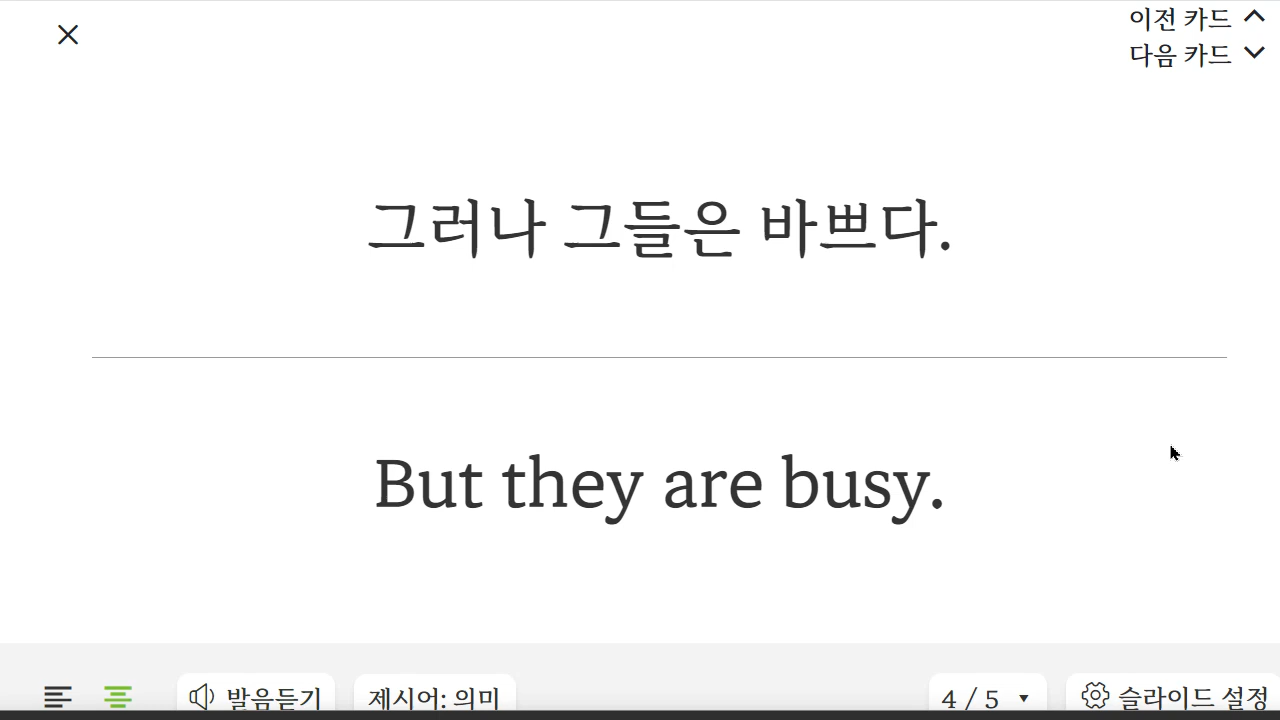 이전 카드
다음 카드
그러나 그들은 바쁘다.
But they are busy.
발음듣기
제시어: 의미
4 / 5
슬라이드 설정